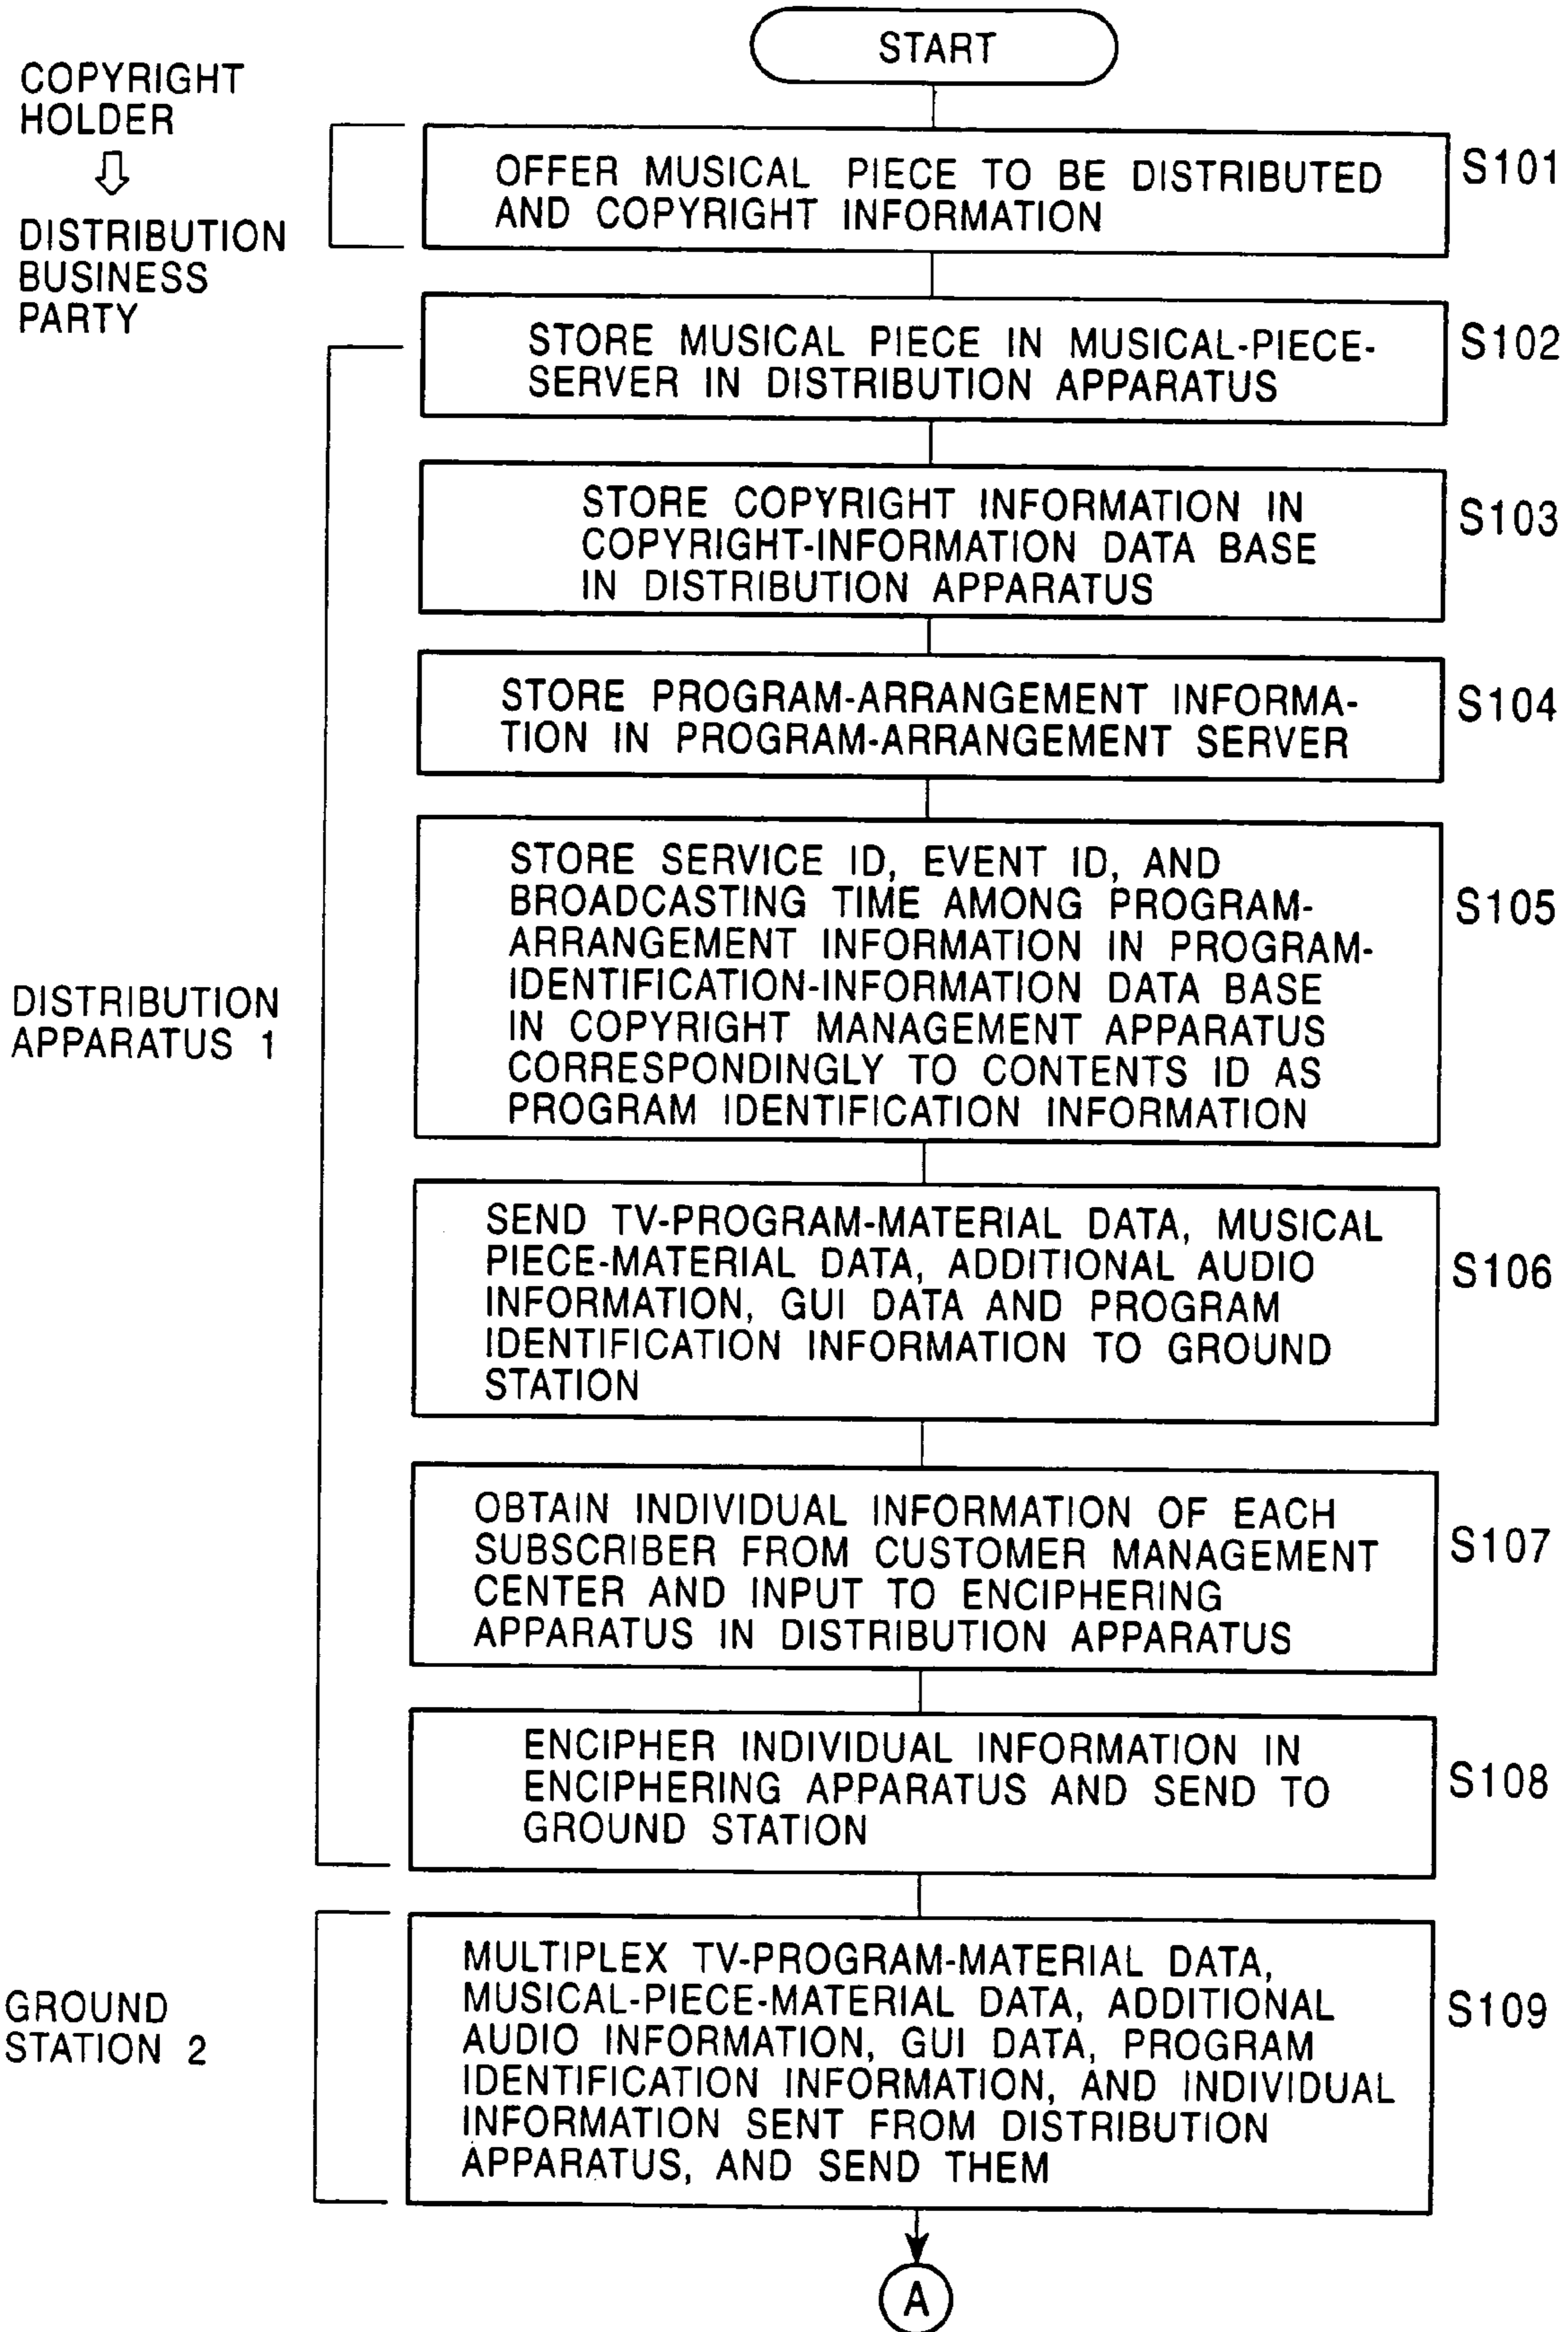 START
COPYRIGHT
HOLDER
DISTRIBUTION
BUSINESS
PARTY
OFFER MUSICAL PIECE TO BE DISTRIBUTED
AND COPYRIGHT INFORMATION
S101
STORE MUSICAL PIECE IN MUSICAL-PIECE-
SERVER IN DISTRIBUTION APPARATUS
S102
STORE COPYRIGHT INFORMATION IN
COPYRIGHT-INFORMATION DATA BASE
IN DISTRIBUTION APPARATUS
S103
STORE PROGRAM-ARRANGEMENT INFORMA-
TION IN PROGRAM-ARRANGEMENT SERVER
S104
DISTRIBUTION
APPARATUS 1
STORE SERVICE ID, EVENT ID, AND
BROADCASTING TIME AMONG PROGRAM-
ARRANGEMENT INFORMATION IN PROGRAM-
IDENTIFICATION-INFORMATION DATA BASE
IN COPYRIGHT MANAGEMENT APPARATUS
CORRESPONDINGLY TO CONTENTS ID AS
PROGRAM IDENTIFICATION INFORMATION
S105
SEND TV-PROGRAM-MATERIAL DATA, MUSICAL
PIECE-MATERIAL DATA, ADDITIONAL AUDIO
INFORMATION, GUI DATA AND PROGRAM
IDENTIFICATION INFORMATION TO GROUND
STATION
S106
OBTAIN INDIVIDUAL INFORMATION OF EACH
SUBSCRIBER FROM CUSTOMER MANAGEMENT
CENTER AND INPUT TO ENCIPHERING
APPARATUS IN DISTRIBUTION APPARATUS
S107
ENCIPHER INDIVIDUAL INFORMATION IN
ENCIPHERING APPARATUS AND SEND TO
GROUND STATION
S108
GROUND
STATION 2
MULTIPLEX TV-PROGRAM-MATERIAL DATA,
MUSICAL-PIECE-MATERIAL DATA, ADDITIONAL
AUDIO INFORMATION, GUI DATA, PROGRAM
IDENTIFICATION INFORMATION, AND INDIVIDUAL
INFORMATION SENT FROM DISTRIBUTION
APPARATUS, AND SEND THEM
S109
A